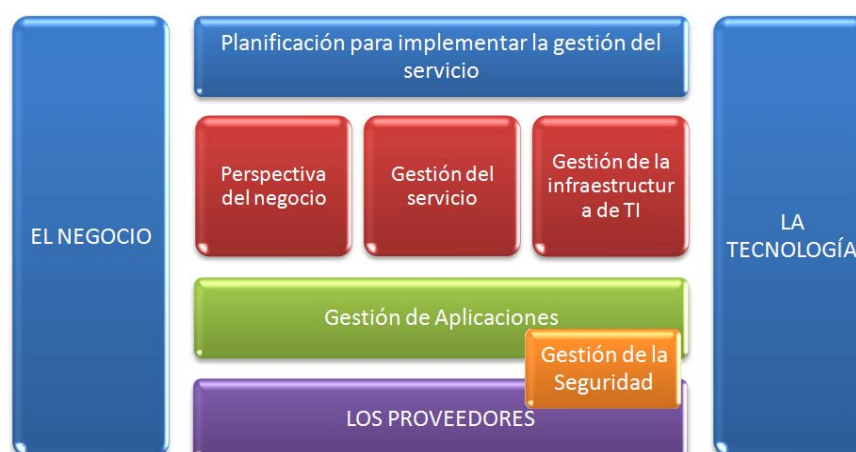 Planificación para implementar la gestión del
servicio
EL NEGOCIO
Perspectiva
del negocio
Gestión del
servicio
Gestión de la
infraestructur
a de TI
LA
TECNOLOGÍA
Gestión de Aplicaciones
Gestión de la
Seguridad
LOS PROVEEDORES